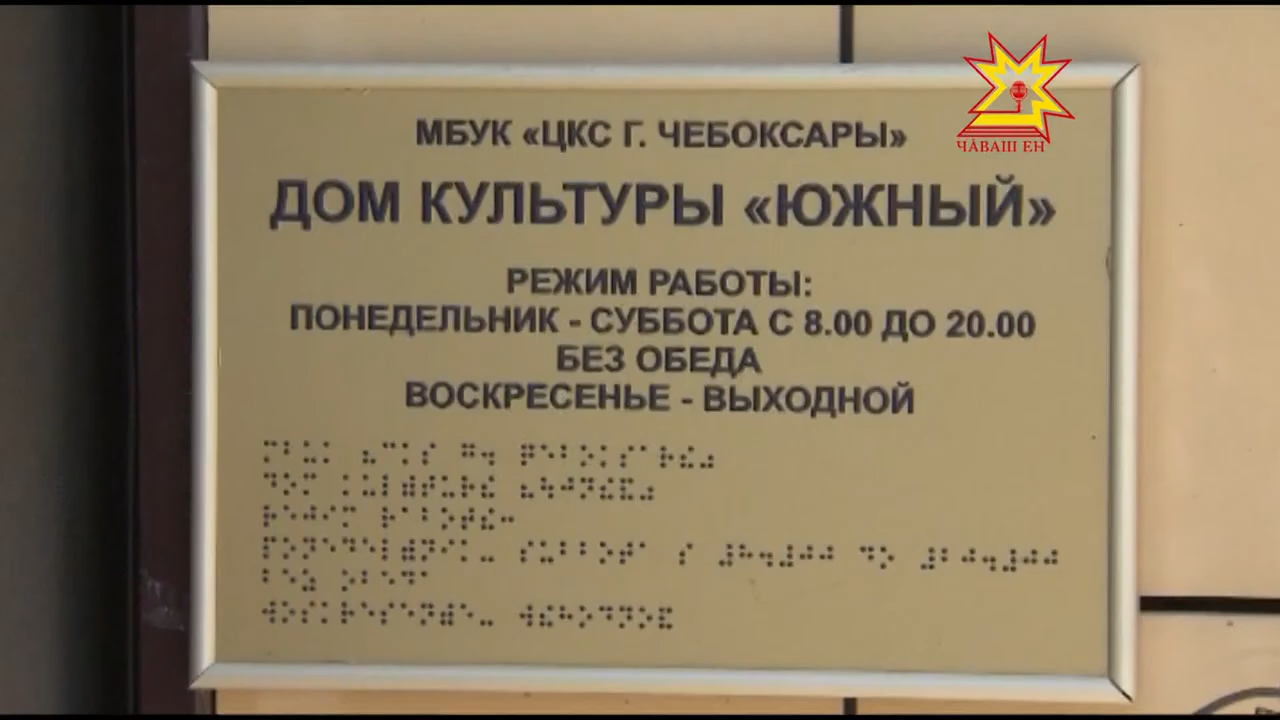 МБУК «ЦКС Г. ЧЕБОКСАРЫ»
ДОМ КУЛЬТУРЫ «ЮЖНЫЙ»
РЕЖИМ РАБОТЫ:
ПОНЕДЕЛЬНИК - СУББОТА С 8.00 ДО 20.00
БЕЗ ОБЕДА
ВОСКРЕСЕНЬЕ - ВЫХОДНОЙ
ЧӐВАШ ЕН